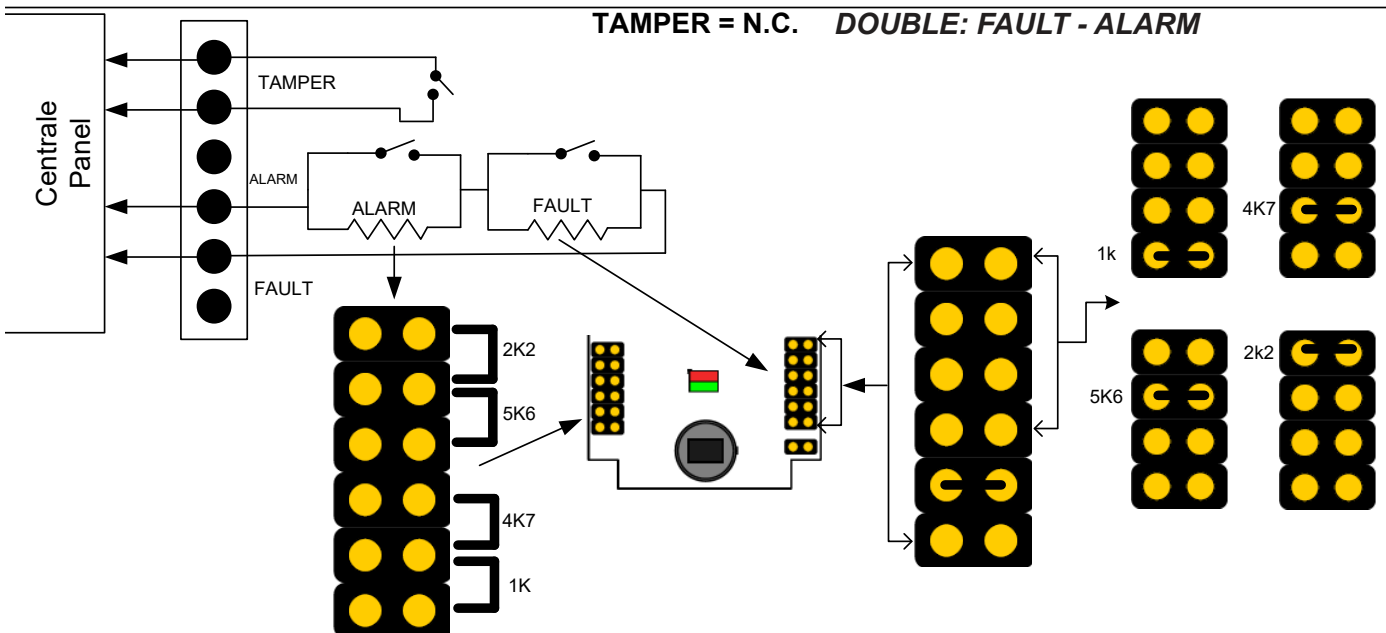 TAMPER = N.C. DOUBLE: FAULT - ALARM
Centrale
Panel
TAMPER
ALARM
ALARM
FAULT
FAULT
2K2
5K6
4K7
1K
1k
4K7
5K6
2k2